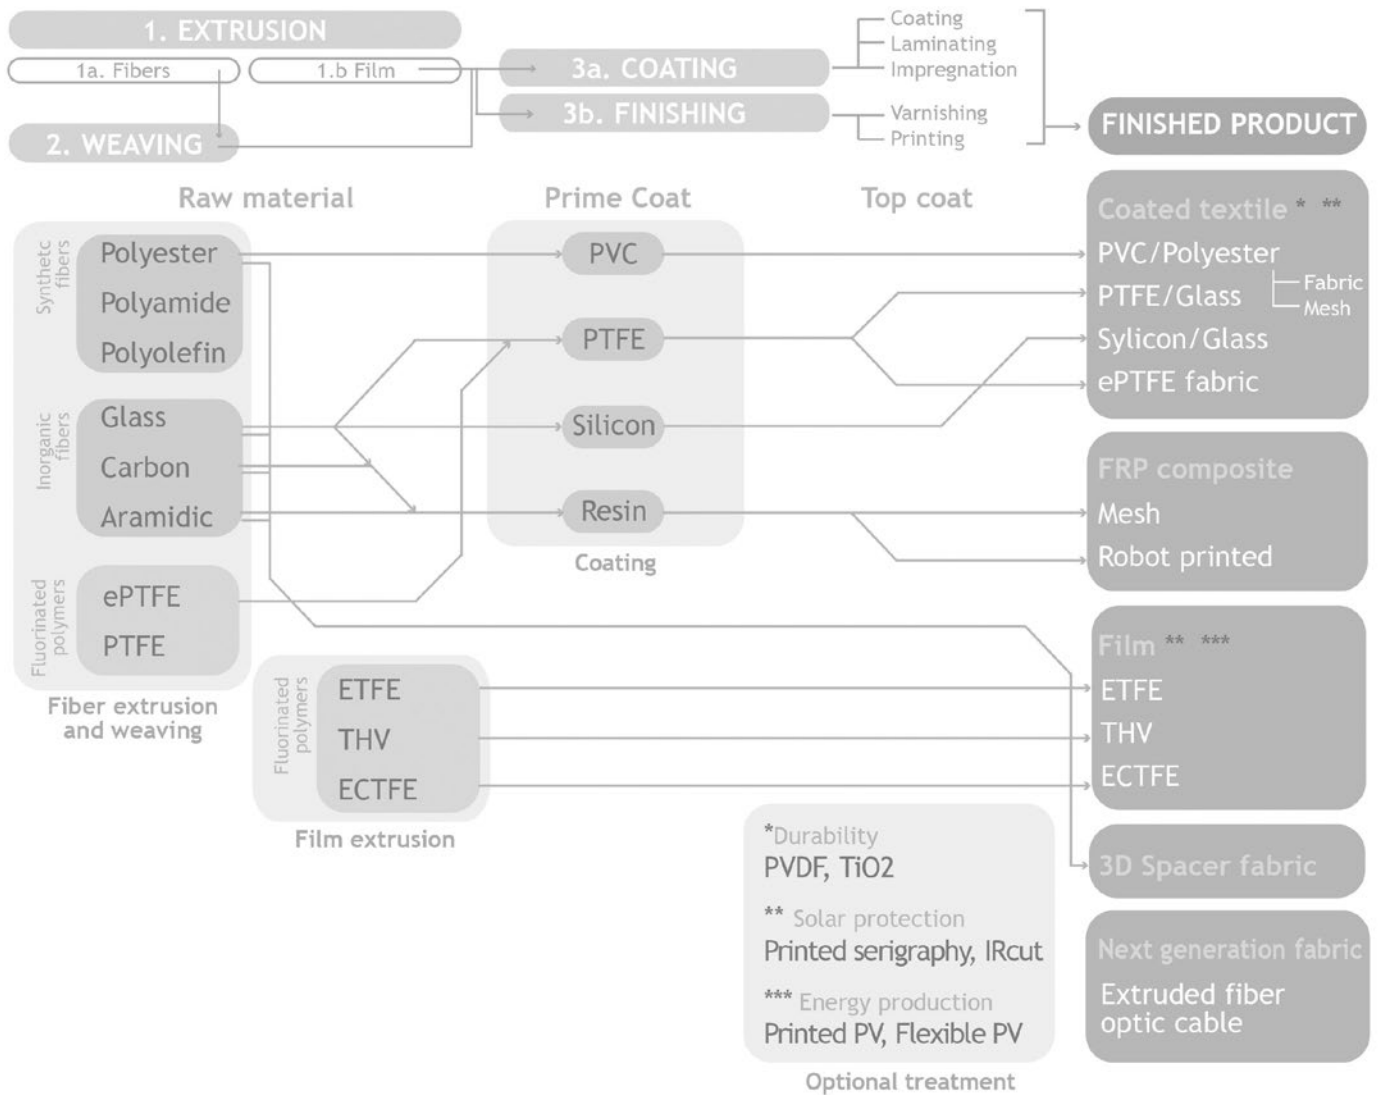 1. EXTRUSION
1a. Fibers
1.b Film
2. WEAVING
3a. COATING
3b. FINISHING
Coating
Laminating
Impregnation
Varnishing
Printing
FINISHED PRODUCT
Raw material
Prime Coat
Top coat
Synthetc
fibers
Polyester
Polyamide
Polyolefin
Inorganic
fibers
Glass
Carbon
Aramidic
Fluorinated
polymers
ePTFE
PTFE
Fiber extrusion
and weaving
Fluorinated
polymers
ETFE
THV
ECTFE
Film extrusion
PVC
PTFE
Silicon
Resin
Coating
Coated textile * **
PVC/Polyester
PTFE/Glass
Fabric
Mesh
Sylicon/Glass
ePTFE fabric
FRP composite
Mesh
Robot printed
Film ** ***
ETFE
THV
ECTFE
3D Spacer fabric
Next generation fabric
Extruded fiber
optic cable
*Durability
PVDF, TiO2
** Solar protection
Printed serigraphy, IRcut
*** Energy production
Printed PV, Flexible PV
Optional treatment